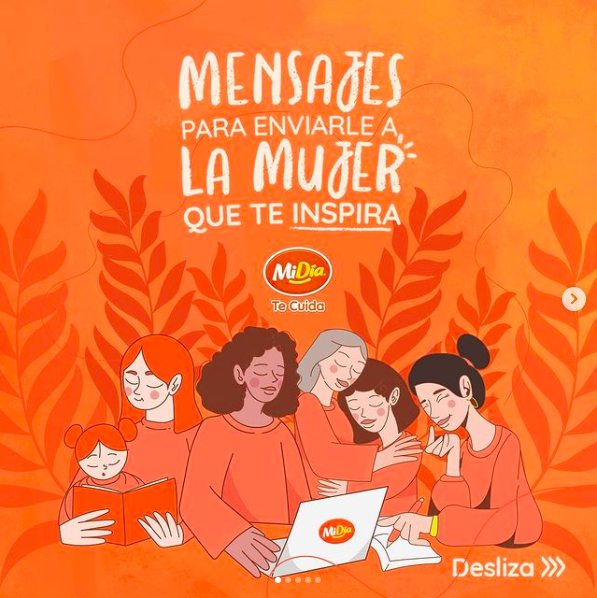 MENSAJES
PARA ENVIARLE A
LA MUJER
QUE TE INSPIRA
MiDía
Te Cuida
MiDía
Desliza